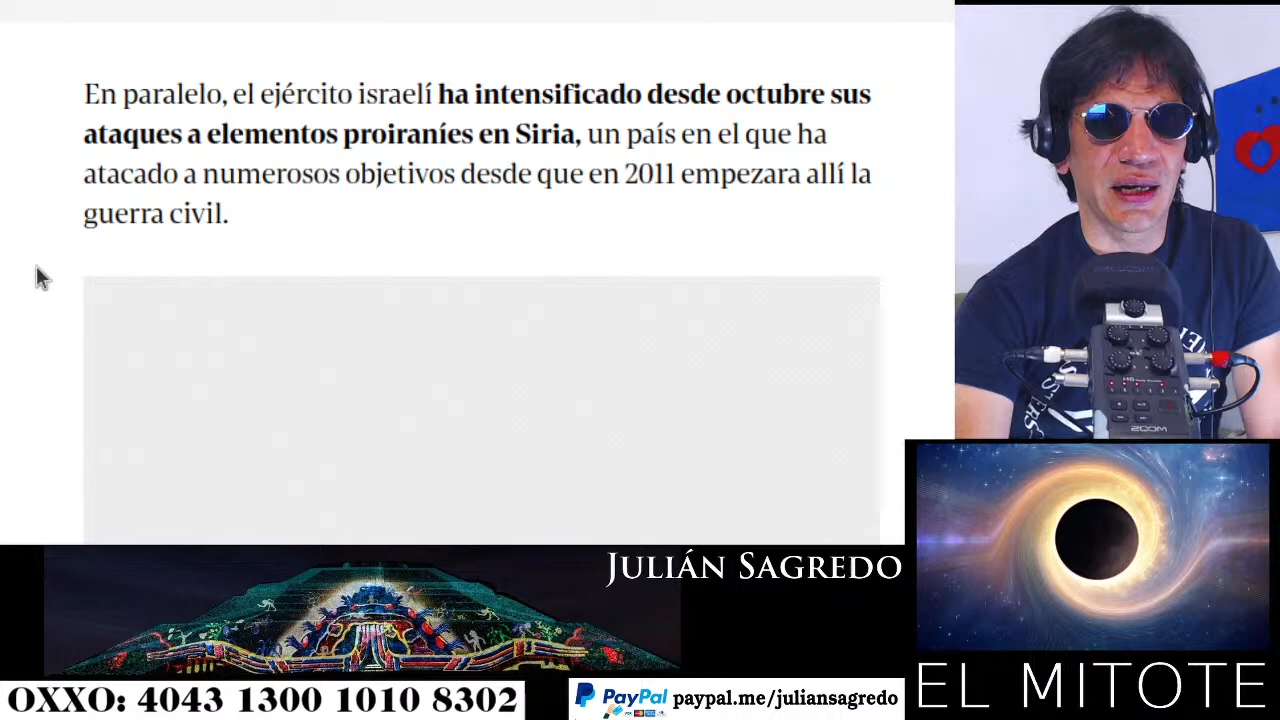 En paralelo, el ejército israelí ha intensificado desde octubre sus
ataques a elementos proiraníes en Siria, un país en el que ha
atacado a numerosos objetivos desde que en 2011 empezara allí la
guerra civil.
JULIÁN SAGREDO
OXXO: 4043 1300 1010 8302
PayPal paypal.me/juliansagredo
EL MITOTE
ZOOM